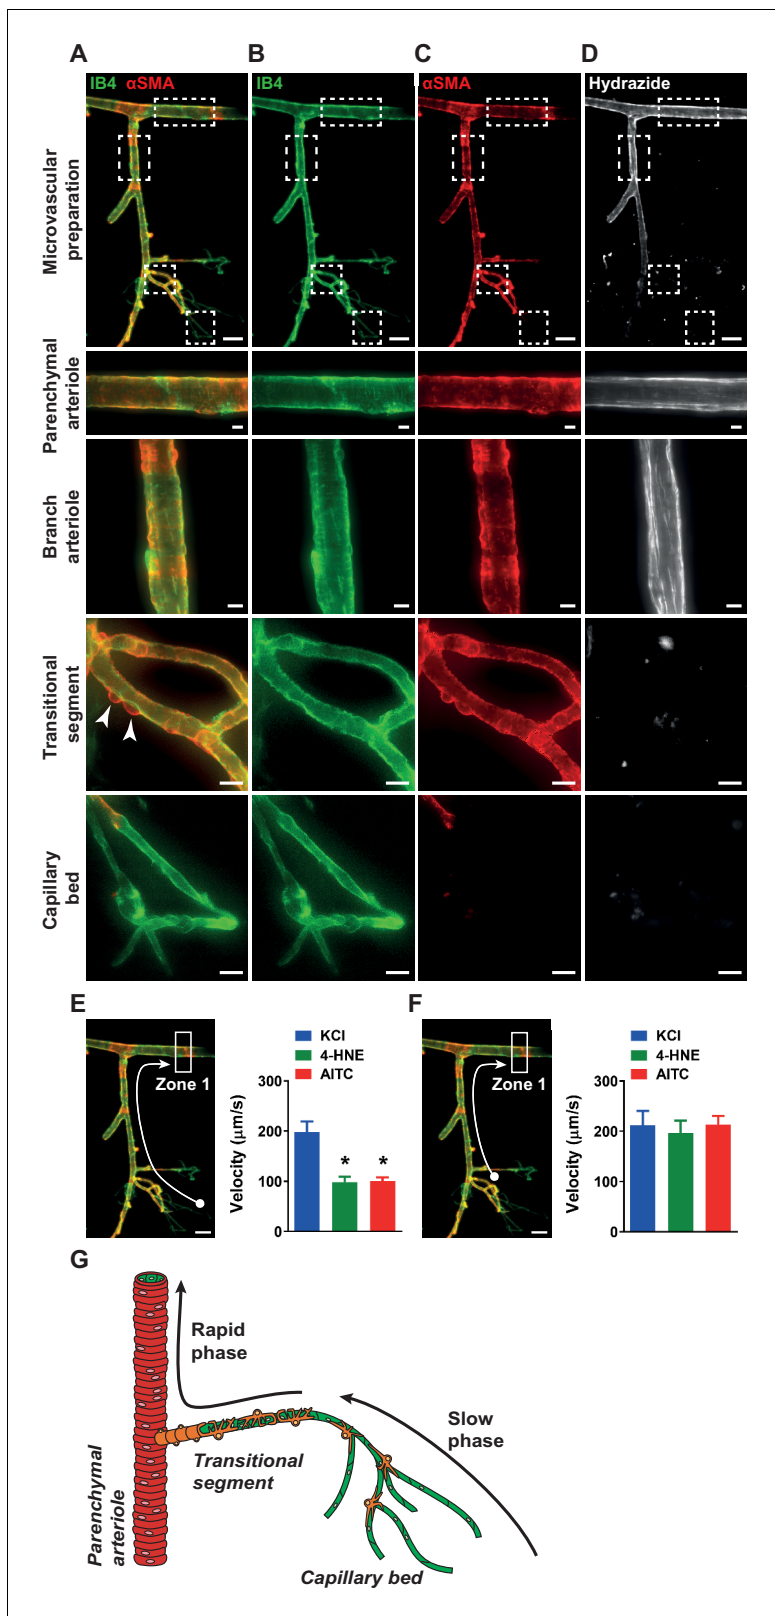 A
B
C
D
IB4 αSMA
IB4
αSMA
Hydrazide
Microvascular
preparation
Parenchymal
arteriole
Branch
arteriole
Transitional
segment
Capillary
bed
E
F
Zone 1
KCl
4-HNE
AITC
Velocity (µm/s)
300
200
100
0
*
*
Zone 1
KCl
4-HNE
AITC
Velocity (µm/s)
300
200
100
0
G
Rapid
phase
Slow
phase
Transitional
segment
Parenchymal
arteriole
Capillary bed